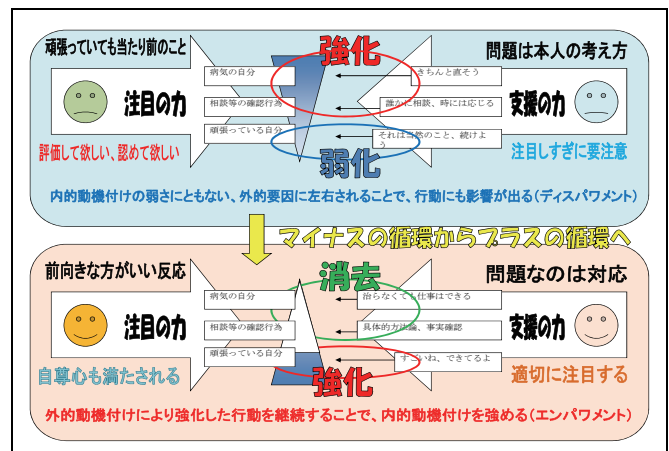 頑張っていても当たり前のこと
強化
問題は本人の考え方
病気の自分
きちんと直そう
注目の力
相談等の確認行為
誰かに相談、時には応じる
支援の力
頑張っている自分
それは当然のこと、続けよ
う
評価して欲しい、認めて欲しい
弱化
注目しすぎに要注意
内的動機付けの弱さにともない、外的要因に左右されることで、行動にも影響が出る(ディスパワメント)
マイナスの循環からプラスの循環へ
前向きな方がいい反応
消去
問題なのは対応
病気の自分
治らなくても仕事はできる
注目の力
相談等の確認行為
具体的方法論、事実確認
支援の力
頑張っている自分
すごいね、できてるよ
自尊心も満たされる
強化
適切に注目する
外的動機付けにより強化した行動を継続することで、内的動機付けを強める(エンパワメント)